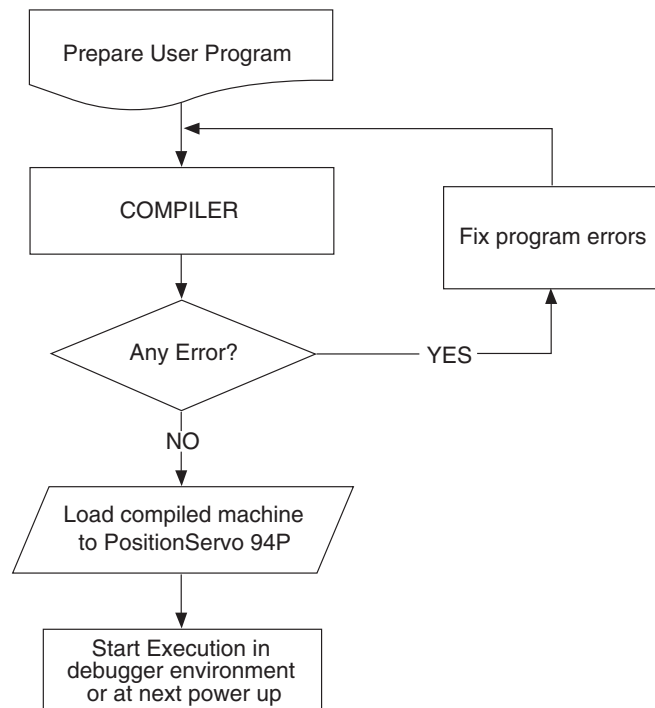 Prepare User Program
COMPILER
Fix program errors
Any Error?
YES
NO
Load compiled machine
to PositionServo 94P
Start Execution in
debugger environment
or at next power up